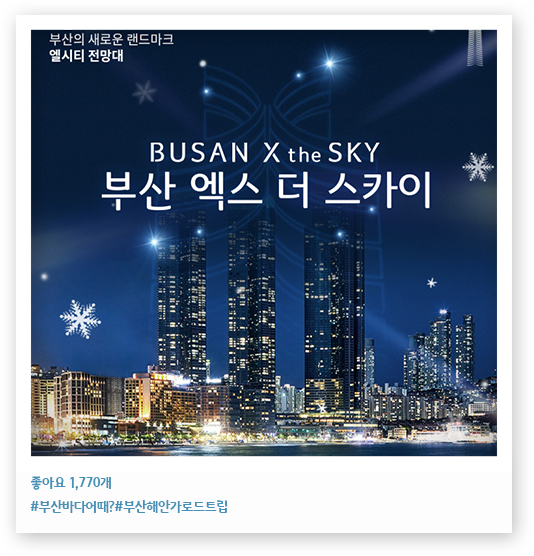 부산의 새로운 랜드마크
엘시티 전망대
BUSAN X the SKY
부산 엑스 더 스카이
좋아요 1,770개
#부산바다어때?#부산해안가로드트립